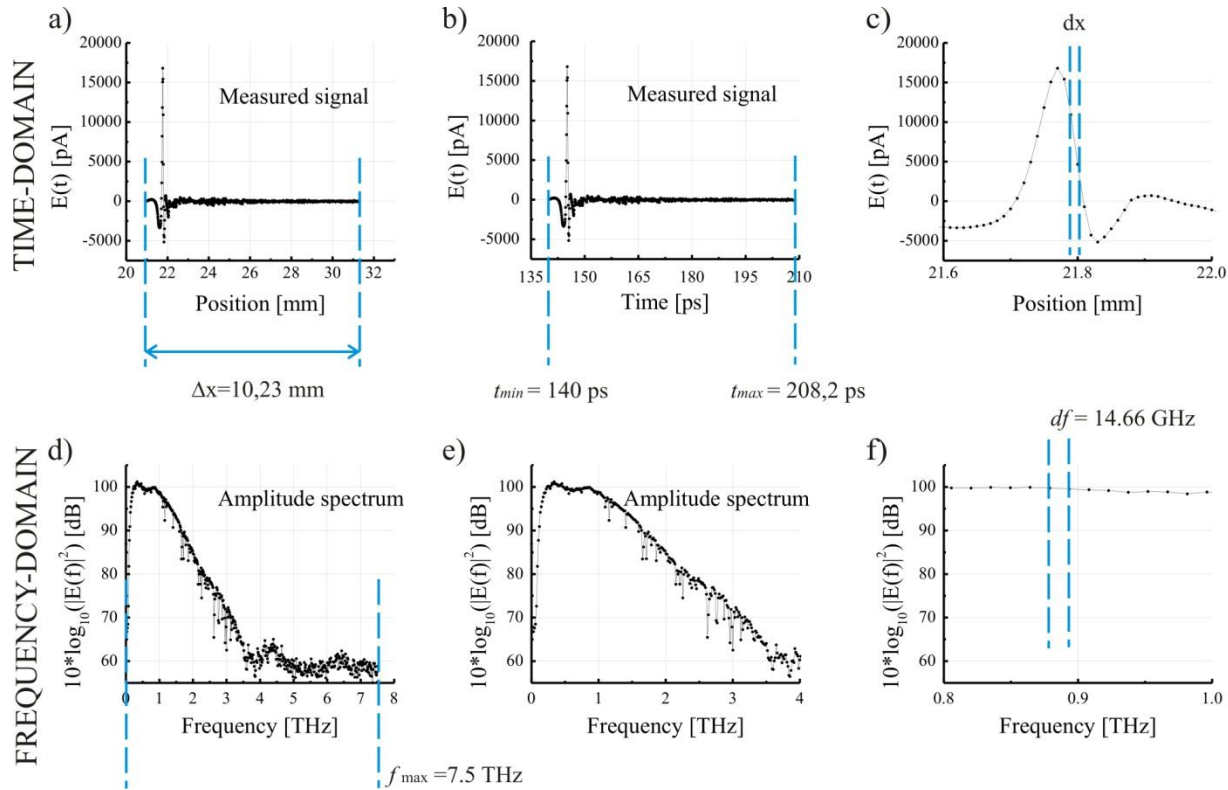 TIME-DOMAIN
a)
20000
15000
10000
5000
0
-5000
E(t) [pA]
Measured signal
20 22 24 26 28 30 32
Position [mm]
Δx=10,23 mm
b)
20000
15000
10000
5000
0
-5000
E(t) [pA]
Measured signal
135 150 165 180 195 210
Time [ps]
tmin = 140 ps
tmax = 208,2 ps
c)
dx
20000
15000
10000
5000
0
-5000
E(t) [pA]
21.6 21.8 22.0
Position [mm]
FREQUENCY-DOMAIN
d)
100
90
80
70
60
10*log10(|E(f)|²) [dB]
Amplitude spectrum
0 1 2 3 4 5 6 7 8
Frequency [THz]
fmax =7.5 THz
e)
100
90
80
70
60
10*log10(|E(f)|²) [dB]
Amplitude spectrum
0 1 2 3 4
Frequency [THz]
f)
df = 14.66 GHz
100
90
80
70
60
10*log10(|E(f)|²) [dB]
0.8 0.9 1.0
Frequency [THz]